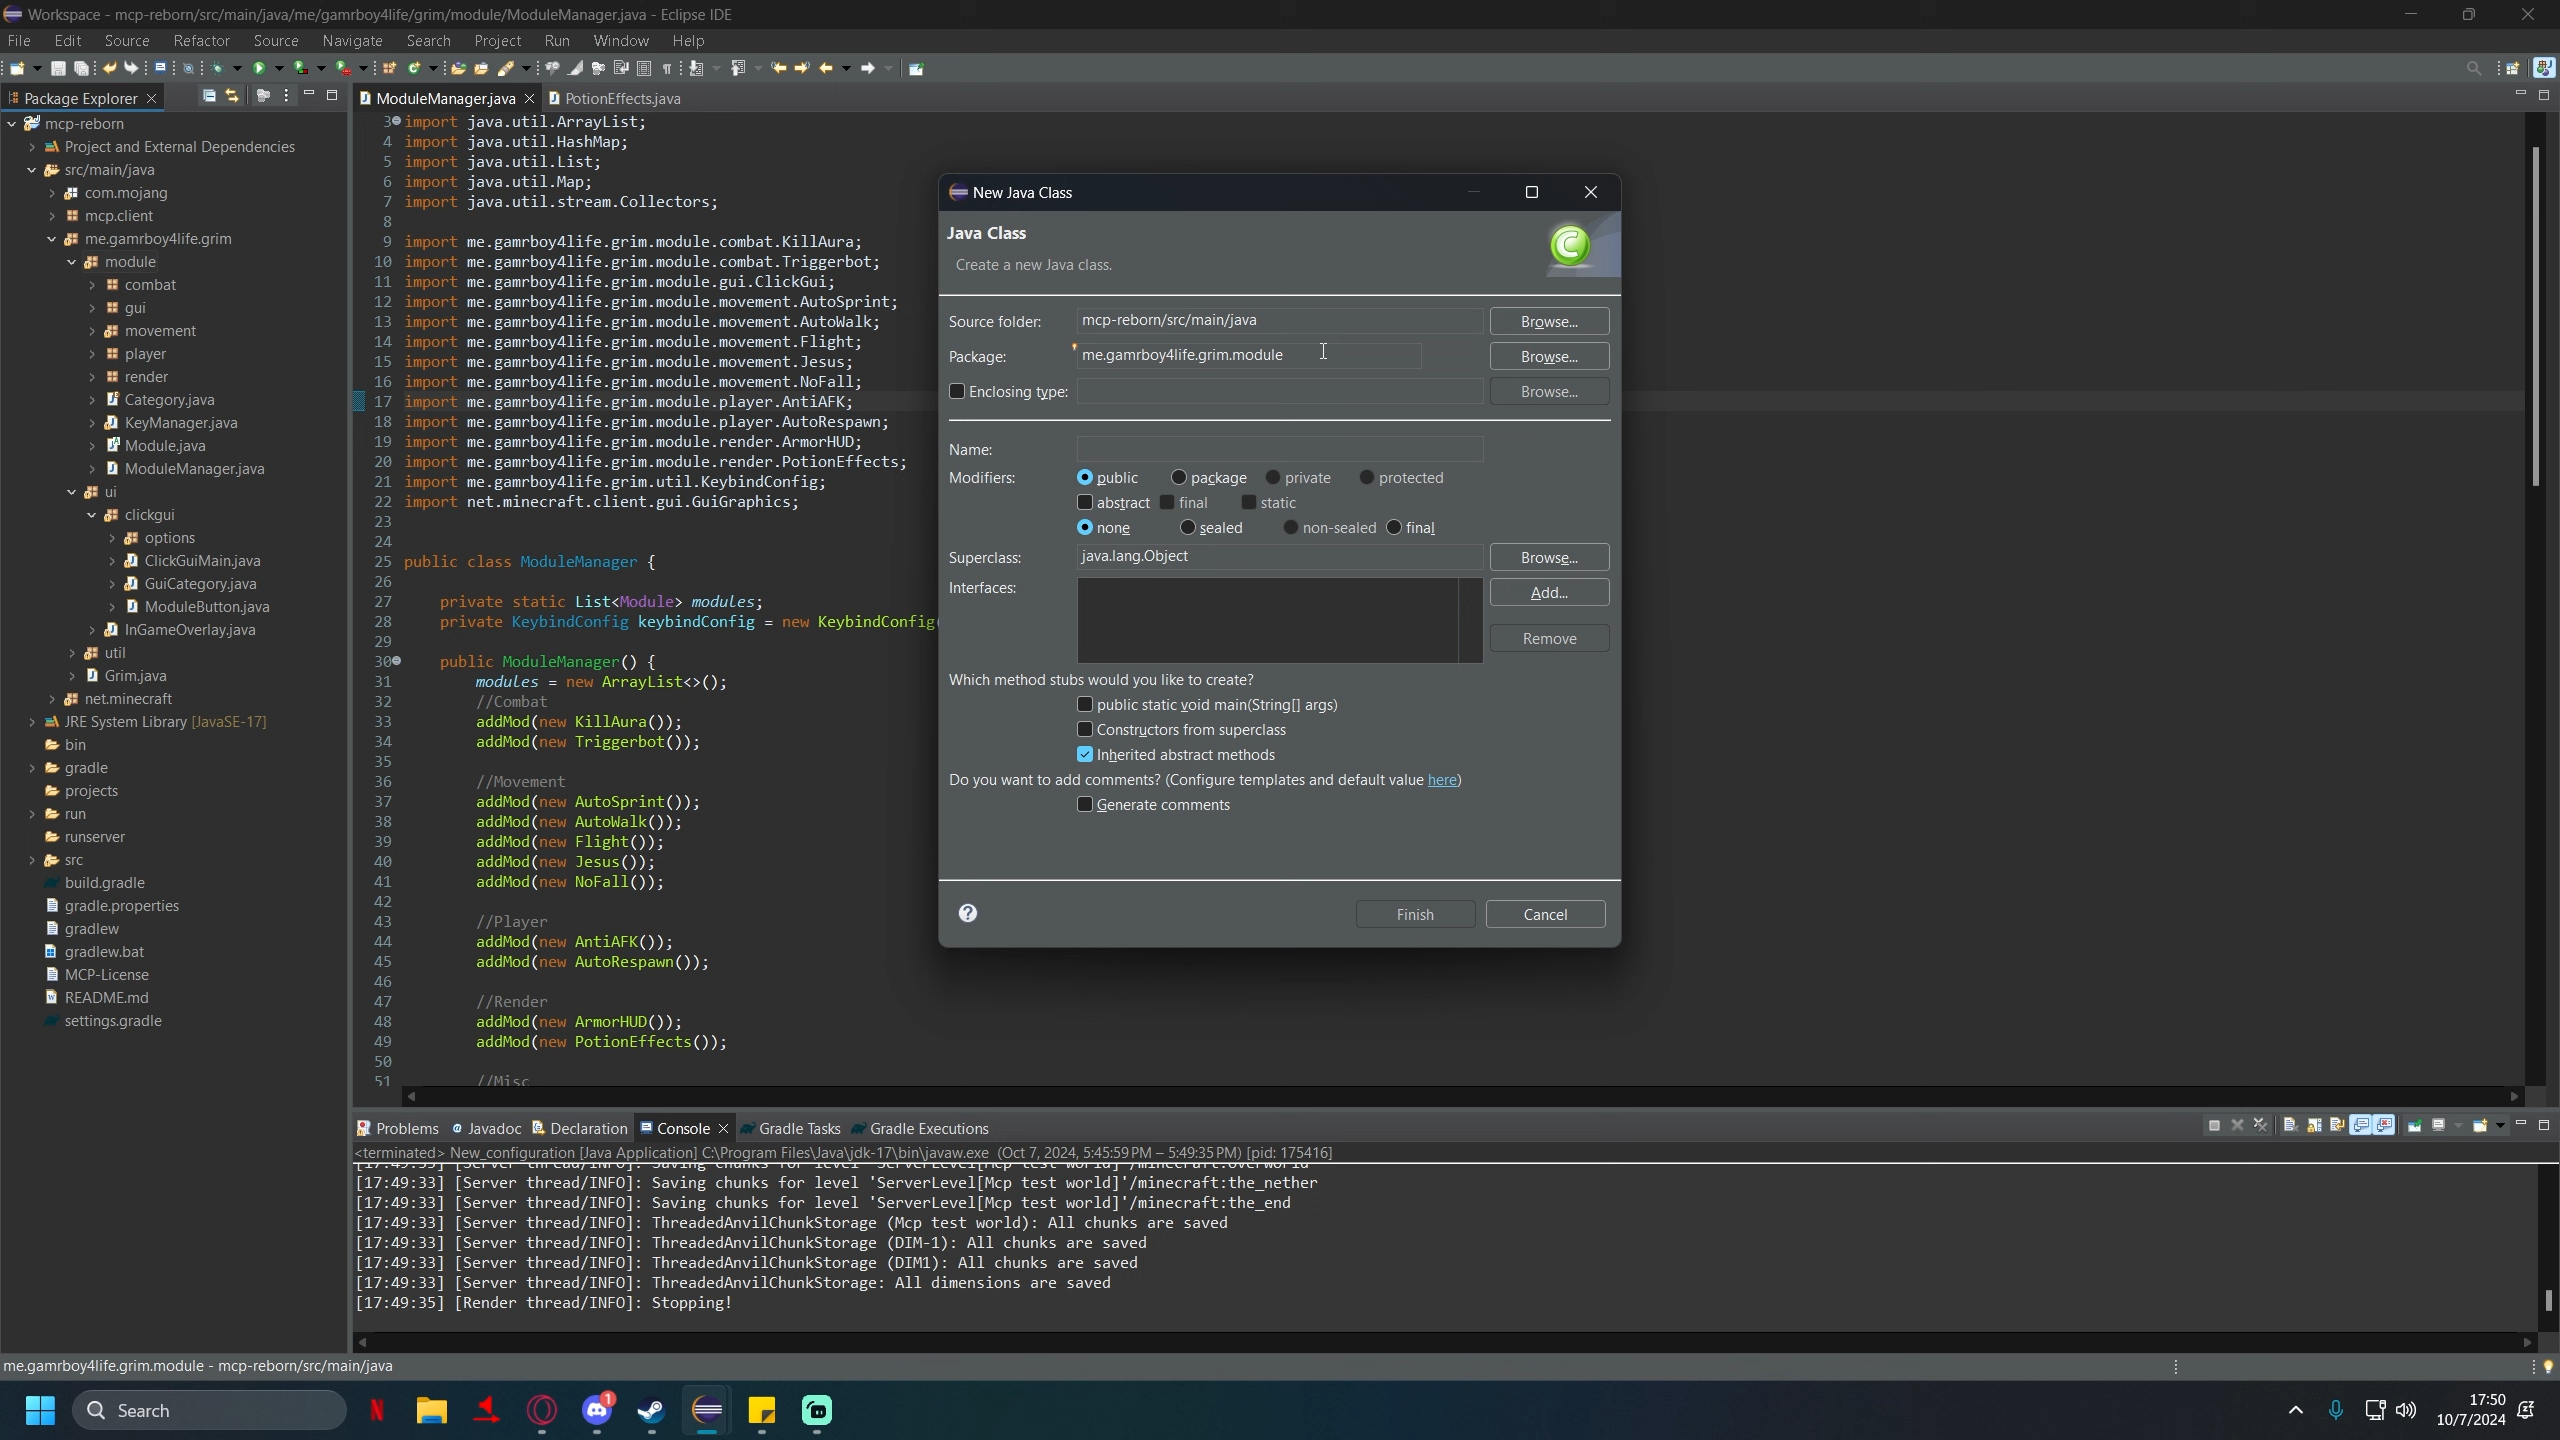 Workspace - mcp-reborn/src/main/java/me/gamrboy4life/grim/module/ModuleManager.java - Eclipse IDE
File Edit Source Refactor Source Navigate Search Project Run Window Help
Package Explorer
ModuleManager.java
PotionEffects.java
mcp-reborn
Project and External Dependencies
src/main/java
com.mojang
mcp.client
me.gamrboy4life.grim
module
combat
gui
movement
player
render
Category.java
KeyManager.java
Module.java
ModuleManager.java
ui
clickgui
options
ClickGuiMain.java
GuiCategory.java
ModuleButton.java
InGameOverlay.java
util
Grim.java
net.minecraft
JRE System Library [JavaSE-17]
bin
gradle
projects
run
runserver
src
build.gradle
gradle.properties
gradlew
gradlew.bat
MCP-License
README.md
settings.gradle
3 import java.util.ArrayList;
4 import java.util.HashMap;
5 import java.util.List;
6 import java.util.Map;
7 import java.util.stream.Collectors;
8
9 import me.gamrboy4life.grim.module.combat.KillAura;
10 import me.gamrboy4life.grim.module.combat.Triggerbot;
11 import me.gamrboy4life.grim.module.gui.ClickGui;
12 import me.gamrboy4life.grim.module.movement.AutoSprint;
13 import me.gamrboy4life.grim.module.movement.AutoWalk;
14 import me.gamrboy4life.grim.module.movement.Flight;
15 import me.gamrboy4life.grim.module.movement.Jesus;
16 import me.gamrboy4life.grim.module.movement.NoFall;
17 import me.gamrboy4life.grim.module.player.AntiAFK;
18 import me.gamrboy4life.grim.module.player.AutoRespawn;
19 import me.gamrboy4life.grim.module.render.ArmorHUD;
20 import me.gamrboy4life.grim.module.render.PotionEffects;
21 import me.gamrboy4life.grim.util.KeybindConfig;
22 import net.minecraft.client.gui.GuiGraphics;
23
24
25 public class ModuleManager {
26
27 private static List<Module> modules;
28 private KeybindConfig keybindConfig = new KeybindConfig(
29
30 public ModuleManager() {
31 modules = new ArrayList<>();
32 //Combat
33 addMod(new KillAura());
34 addMod(new Triggerbot());
35
36 //Movement
37 addMod(new AutoSprint());
38 addMod(new AutoWalk());
39 addMod(new Flight());
40 addMod(new Jesus());
41 addMod(new NoFall());
42
43 //Player
44 addMod(new AntiAFK());
45 addMod(new AutoRespawn());
46
47 //Render
48 addMod(new ArmorHUD());
49 addMod(new PotionEffects());
50
51 //Misc
New Java Class
Java Class
Create a new Java class.
Source folder: mcp-reborn/src/main/java Browse...
Package: me.gamrboy4life.grim.module Browse...
Enclosing type: Browse...
Name:
Modifiers: public package private protected
abstract final static
none sealed non-sealed final
Superclass: java.lang.Object Browse...
Interfaces: Add...
Remove
Which method stubs would you like to create?
public static void main(String[] args)
Constructors from superclass
Inherited abstract methods
Do you want to add comments? (Configure templates and default value here)
Generate comments
Finish Cancel
Problems Javadoc Declaration Console Gradle Tasks Gradle Executions
<terminated> New_configuration [Java Application] C:\Program Files\Java\jdk-17\bin\javaw.exe (Oct 7, 2024, 5:45:59 PM – 5:49:35 PM) [pid: 175416]
[17:49:33] [Server thread/INFO]: Saving chunks for level 'ServerLevel[Mcp test world]'/minecraft:overworld
[17:49:33] [Server thread/INFO]: Saving chunks for level 'ServerLevel[Mcp test world]'/minecraft:the_nether
[17:49:33] [Server thread/INFO]: Saving chunks for level 'ServerLevel[Mcp test world]'/minecraft:the_end
[17:49:33] [Server thread/INFO]: ThreadedAnvilChunkStorage (Mcp test world): All chunks are saved
[17:49:33] [Server thread/INFO]: ThreadedAnvilChunkStorage (DIM-1): All chunks are saved
[17:49:33] [Server thread/INFO]: ThreadedAnvilChunkStorage (DIM1): All chunks are saved
[17:49:33] [Server thread/INFO]: ThreadedAnvilChunkStorage: All dimensions are saved
[17:49:35] [Render thread/INFO]: Stopping!
me.gamrboy4life.grim.module - mcp-reborn/src/main/java
Search
1
17:50
10/7/2024